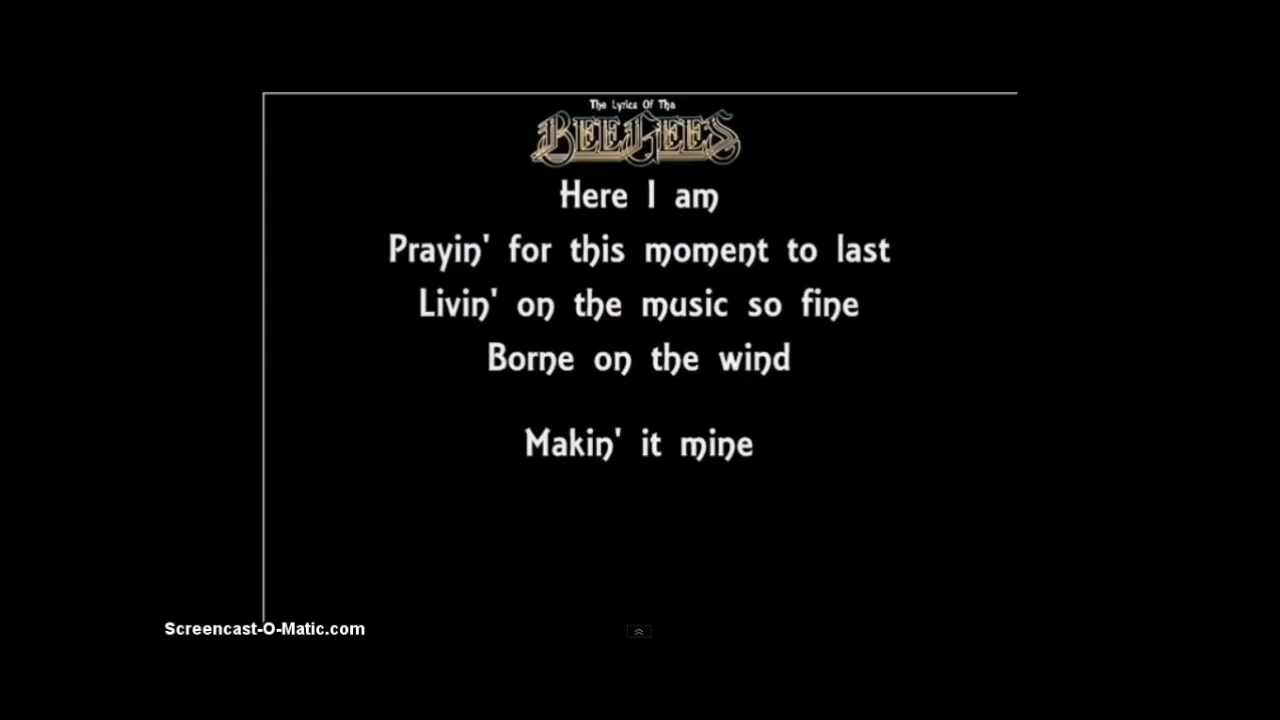 The Lyrics Of The
BEE GEES
Here I am
Prayin' for this moment to last
Livin' on the music so fine
Borne on the wind
Makin' it mine
Screencast-O-Matic.com